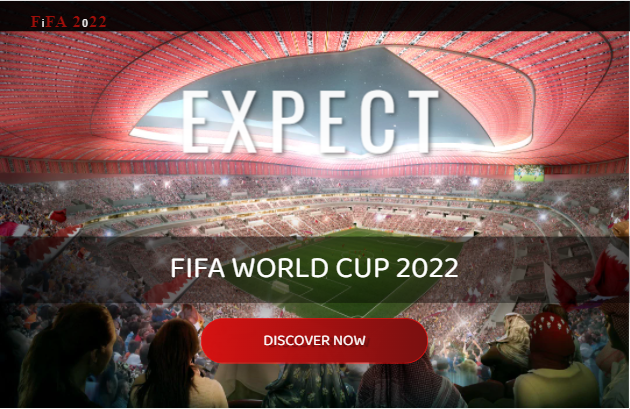 FiFA 2022
EXPECT
FIFA WORLD CUP 2022
DISCOVER NOW